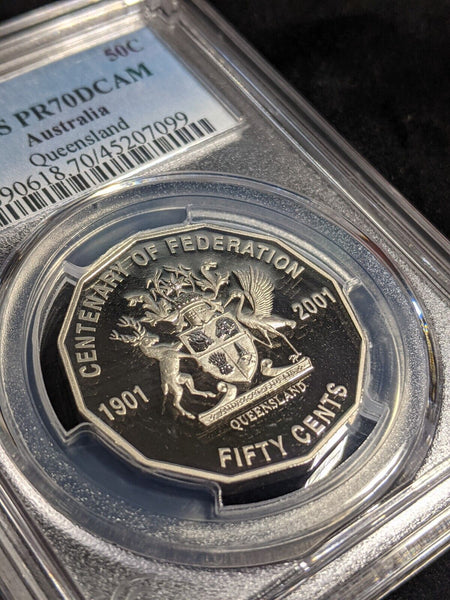 50C
S PR70DCAM
Australia
Queensland
90618.70/45207099
CENTENARY OF FEDERATION
1901
2001
QUEENSLAND
FIFTY CENTS